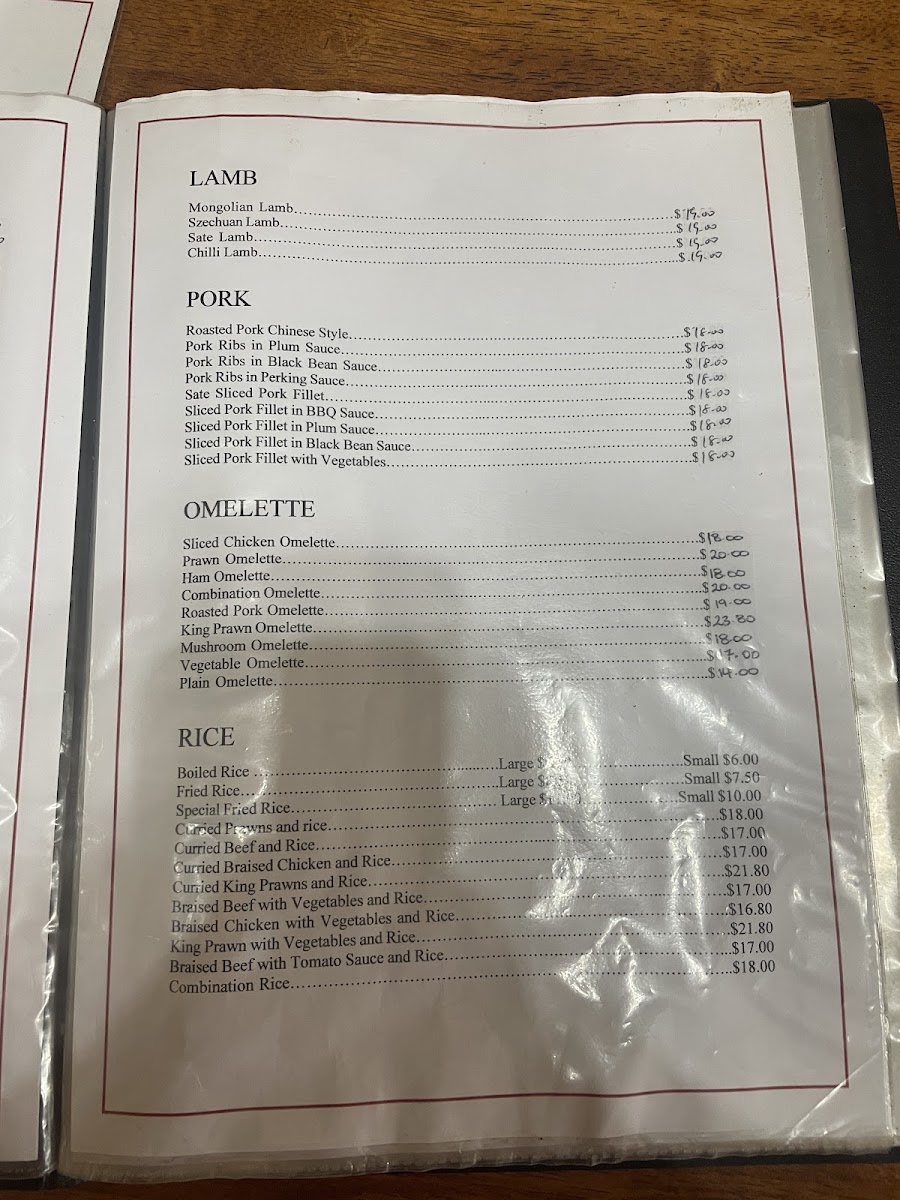 LAMB
Mongolian Lamb........$19.00
Szechuan Lamb........$19.00
Sate Lamb........$19.00
Chilli Lamb........$19.00
PORK
Roasted Pork Chinese Style........$18.00
Pork Ribs in Plum Sauce........$18.00
Pork Ribs in Black Bean Sauce........$18.00
Pork Ribs in Perking Sauce........$18.00
Sate Sliced Pork Fillet........$18.00
Sliced Pork Fillet in BBQ Sauce........$18.00
Sliced Pork Fillet in Plum Sauce........$18.00
Sliced Pork Fillet in Black Bean Sauce........$18.00
Sliced Pork Fillet with Vegetables........$18.00
OMELETTE
Sliced Chicken Omelette........$18.00
Prawn Omelette........$20.00
Ham Omelette........$18.00
Combination Omelette........$20.00
Roasted Pork Omelette........$19.00
King Prawn Omelette........$23.80
Mushroom Omelette........$18.00
Vegetable Omelette........$17.00
Plain Omelette........$14.00
RICE
Boiled Rice ........Large $........Small $6.00
Fried Rice........Large $........Small $7.50
Special Fried Rice........Large $........Small $10.00
Curried Prawns and rice........$18.00
Curried Beef and Rice........$17.00
Curried Braised Chicken and Rice........$17.00
Curried King Prawns and Rice........$21.80
Braised Beef with Vegetables and Rice........$17.00
Braised Chicken with Vegetables and Rice........$16.80
King Prawn with Vegetables and Rice........$21.80
Braised Beef with Tomato Sauce and Rice........$17.00
Combination Rice........$18.00